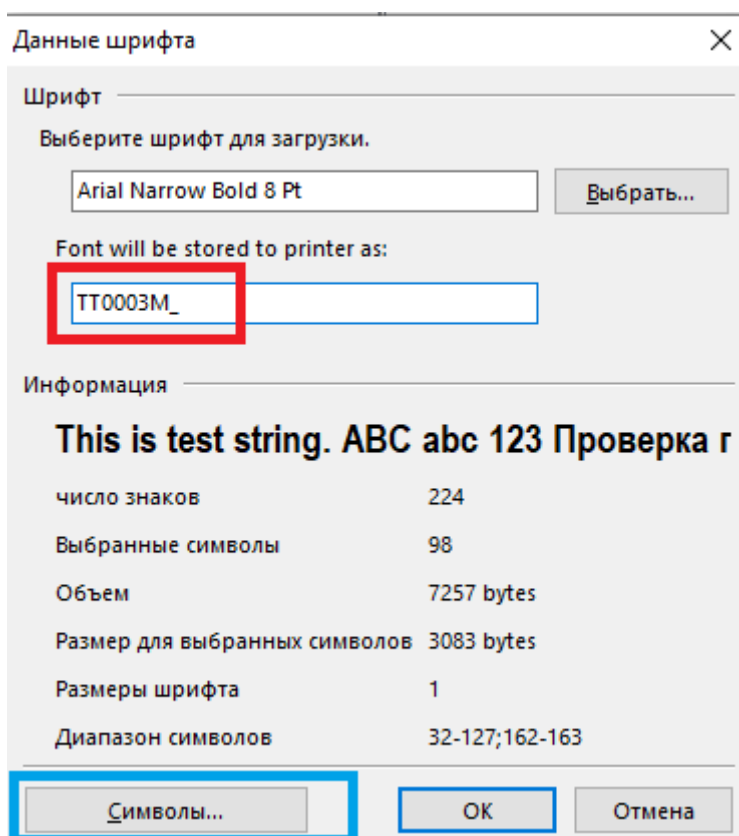 Данные шрифта
Шрифт
Выберите шрифт для загрузки.
Arial Narrow Bold 8 Pt Выбрать...
Font will be stored to printer as:
TT0003M_
Информация
This is test string. ABC abc 123 Проверка г
число знаков 224
Выбранные символы 98
Объем 7257 bytes
Размер для выбранных символов 3083 bytes
Размеры шрифта 1
Диапазон символов 32-127;162-163
Символы... OK Отмена